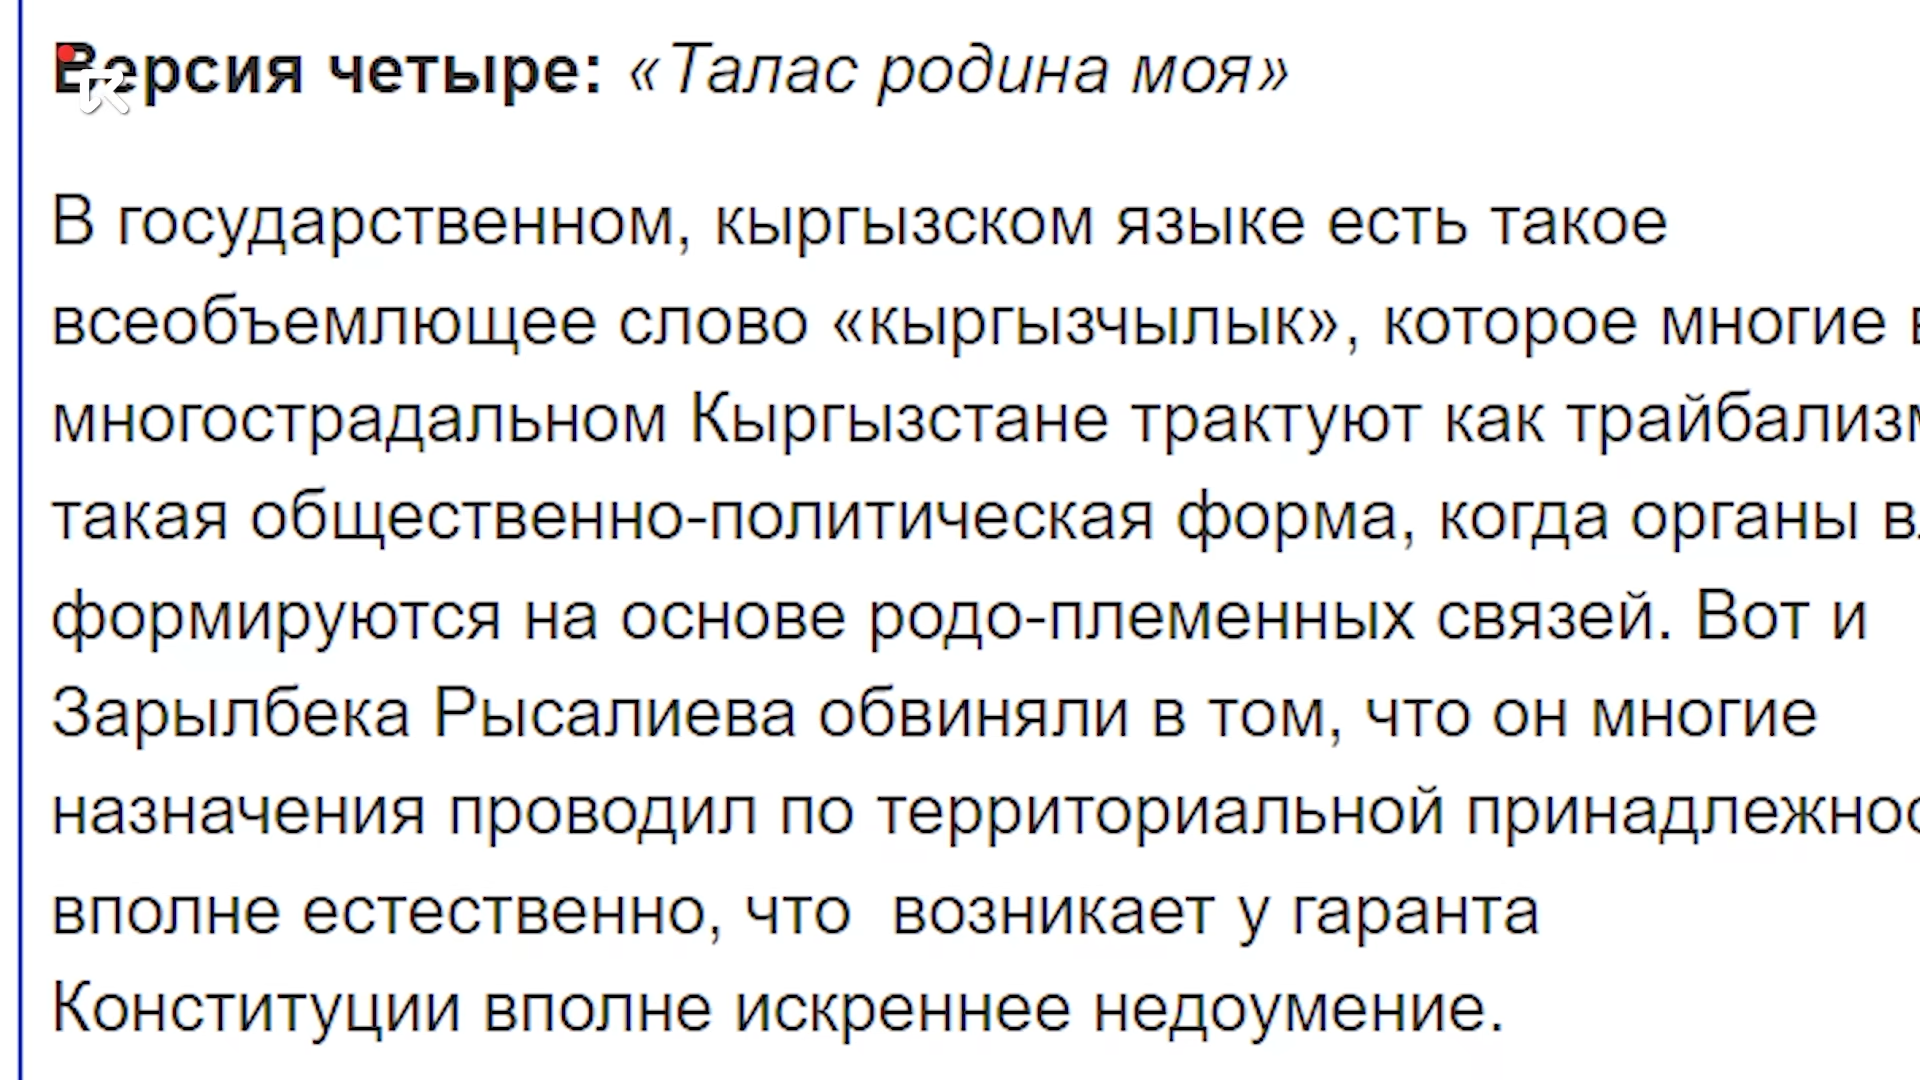 Версия четыре: «Талас родина моя»
В государственном, кыргызском языке есть такое
всеобъемлющее слово «кыргызчылык», которое многие
многострадальном Кыргызстане трактуют как
такая общественно-политическая форма, когда органы
формируются на основе родо-племенных связей. Вот и
Зарылбека Рысалиева обвиняли в том, что он многие
назначения проводил по территориальной
вполне естественно, что возникает у гаранта
Конституции вполне искреннее недоумение.